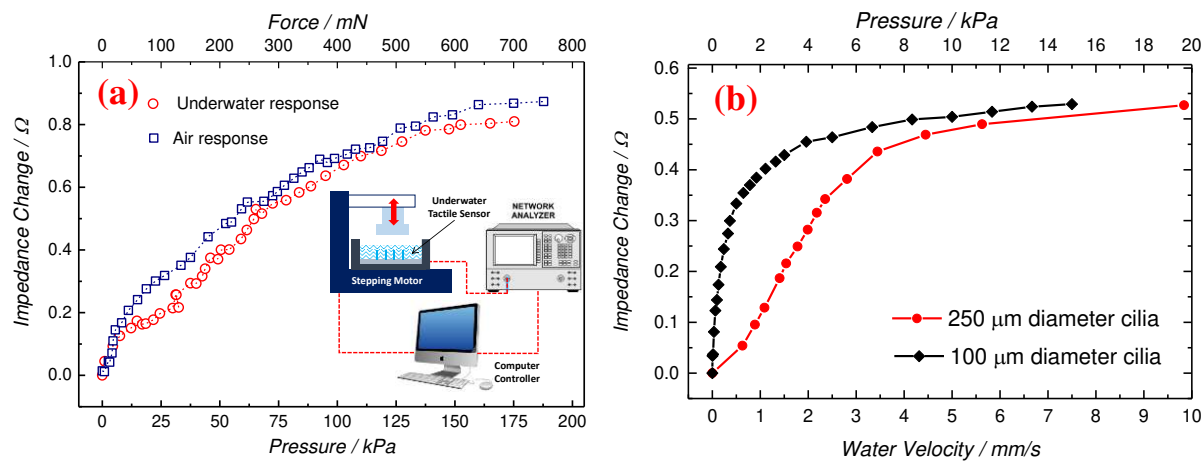 Force / mN
0 100 200 300 400 500 600 700 800
(a)
Underwater response
Air response
Impedance Change / Ω
1.0
0.8
0.6
0.4
0.2
0.0
Underwater
Tactile Sensor
NETWORK
ANALYZER
Stepping Motor
Computer
Controller
0 25 50 75 100 125 150 175 200
Pressure / kPa
Pressure / kPa
0 2 4 6 8 10 12 14 16 18 20
(b)
Impedance Change / Ω
0.6
0.5
0.4
0.3
0.2
0.1
0.0
250 μm diameter cilia
100 μm diameter cilia
0 1 2 3 4 5 6 7 8 9 10
Water Velocity / mm/s